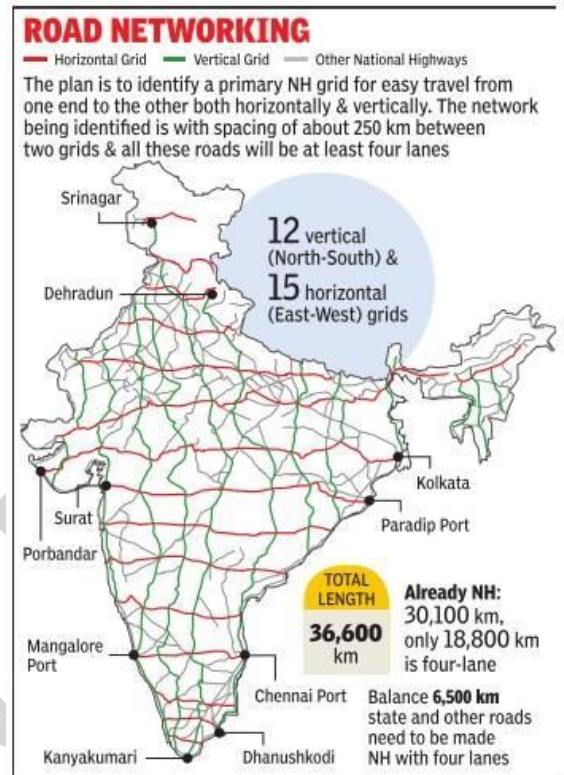 ROAD NETWORKING
Horizontal Grid Vertical Grid Other National Highways
The plan is to identify a primary NH grid for easy travel from
one end to the other both horizontally & vertically. The network
being identified is with spacing of about 250 km between
two grids & all these roads will be at least four lanes
Srinagar
12 vertical
(North-South) &
15 horizontal
(East-West) grids
Dehradun
Kolkata
Paradip Port
Surat
Porbandar
TOTAL
LENGTH
36,600
km
Already NH:
30,100 km,
only 18,800 km
is four-lane
Mangalore
Port
Chennai Port
Balance 6,500 km
state and other roads
need to be made
NH with four lanes
Kanyakumari
Dhanushkodi